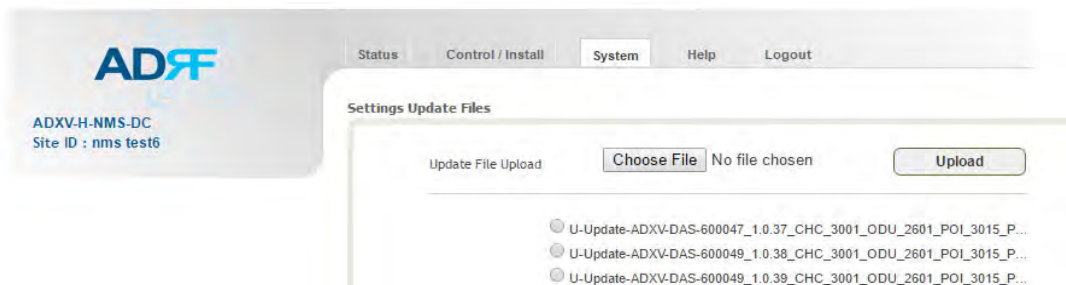 ADRF
Status Control / Install System Help Logout
ADXV-H-NMS-DC
Site ID : nms test6
Settings Update Files
Update File Upload Choose File No file chosen Upload
U-Update-ADXV-DAS-600047_1.0.37_CHC_3001_ODU_2601_POI_3015_P...
U-Update-ADXV-DAS-600049_1.0.38_CHC_3001_ODU_2601_POI_3015_P...
U-Update-ADXV-DAS-600049_1.0.39_CHC_3001_ODU_2601_POI_3015_P...